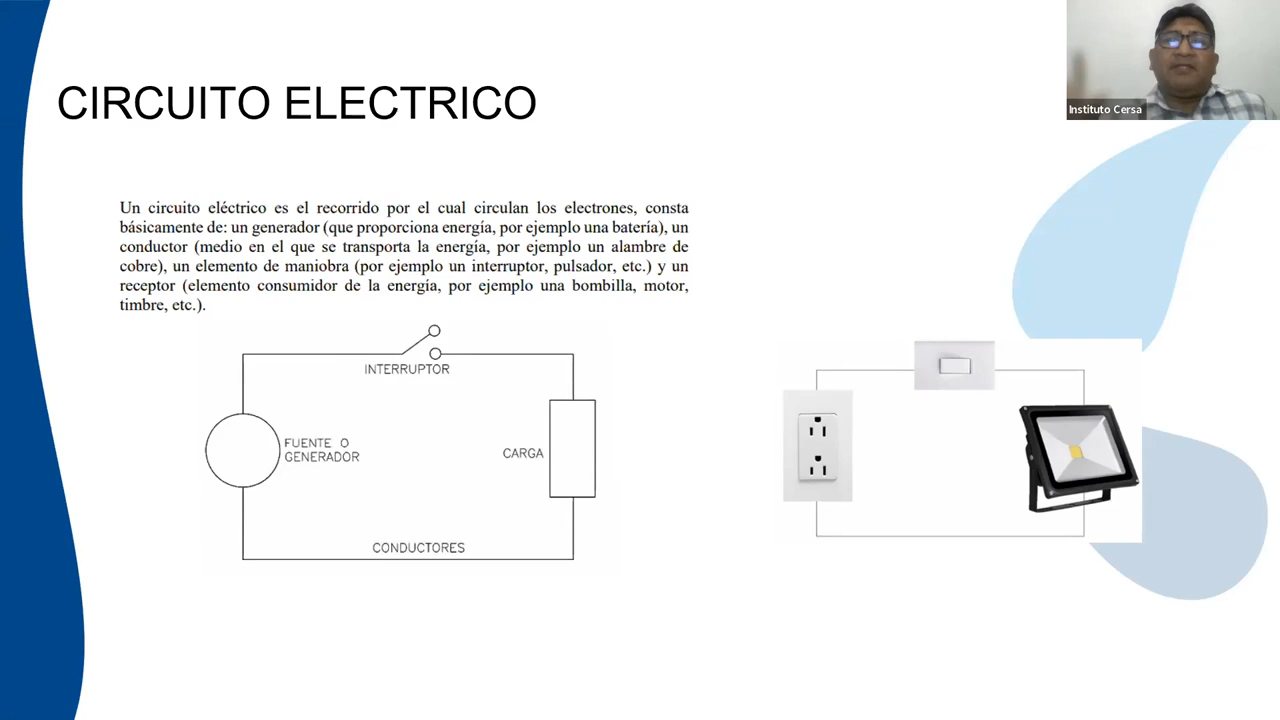 CIRCUITO ELECTRICO
Instituto Cersa
Un circuito eléctrico es el recorrido por el cual circulan los electrones, consta
básicamente de: un generador (que proporciona energía, por ejemplo una batería), un
conductor (medio en el que se transporta la energía, por ejemplo un alambre de
cobre), un elemento de maniobra (por ejemplo un interruptor, pulsador, etc.) y un
receptor (elemento consumidor de la energía, por ejemplo una bombilla, motor,
timbre, etc.).
INTERRUPTOR
FUENTE O
GENERADOR
CARGA
CONDUCTORES